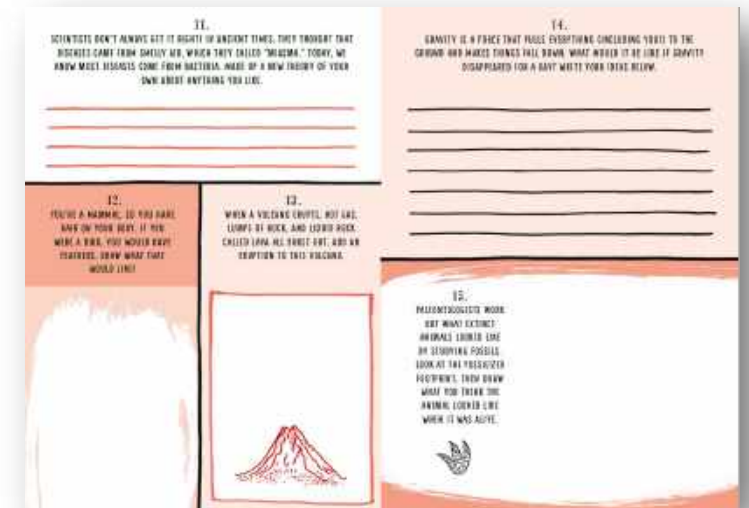 11.
SCIENTISTS DON'T ALWAYS GET IT RIGHT! IN ANCIENT TIMES, THEY THOUGHT THAT
DISEASES CAME FROM SMELLY AIR, WHICH THEY CALLED "MIASMA." TODAY, WE
KNOW MOST DISEASES COME FROM BACTERIA. MAKE UP A NEW THEORY OF YOUR
OWN ABOUT ANYTHING YOU LIKE.
12.
YOU'RE A MAMMAL, SO YOU HAVE
HAIR ON YOUR BODY. IF YOU
WERE A BIRD, YOU WOULD HAVE
FEATHERS. DRAW WHAT THAT
WOULD LIKE!
13.
WHEN A VOLCANO ERUPTS, HOT GAS,
LUMPS OF ROCK, AND LIQUID ROCK
CALLED LAVA ALL BURST OUT. ADD AN
ERUPTION TO THIS VOLCANO.
14.
GRAVITY IS A FORCE THAT PULLS EVERYTHING (INCLUDING YOU!) TO THE
GROUND AND MAKES THINGS FALL DOWN. WHAT WOULD IT BE LIKE IF GRAVITY
DISAPPEARED FOR A DAY? WRITE YOUR IDEAS BELOW.
15.
PALEONTOLOGISTS WORK
OUT WHAT EXTINCT
ANIMALS LOOKED LIKE
BY STUDYING FOSSILS.
LOOK AT THE FOSSILIZED
FOOTPRINT, THEN DRAW
WHAT YOU THINK THE
ANIMAL LOOKED LIKE
WHEN IT WAS ALIVE.